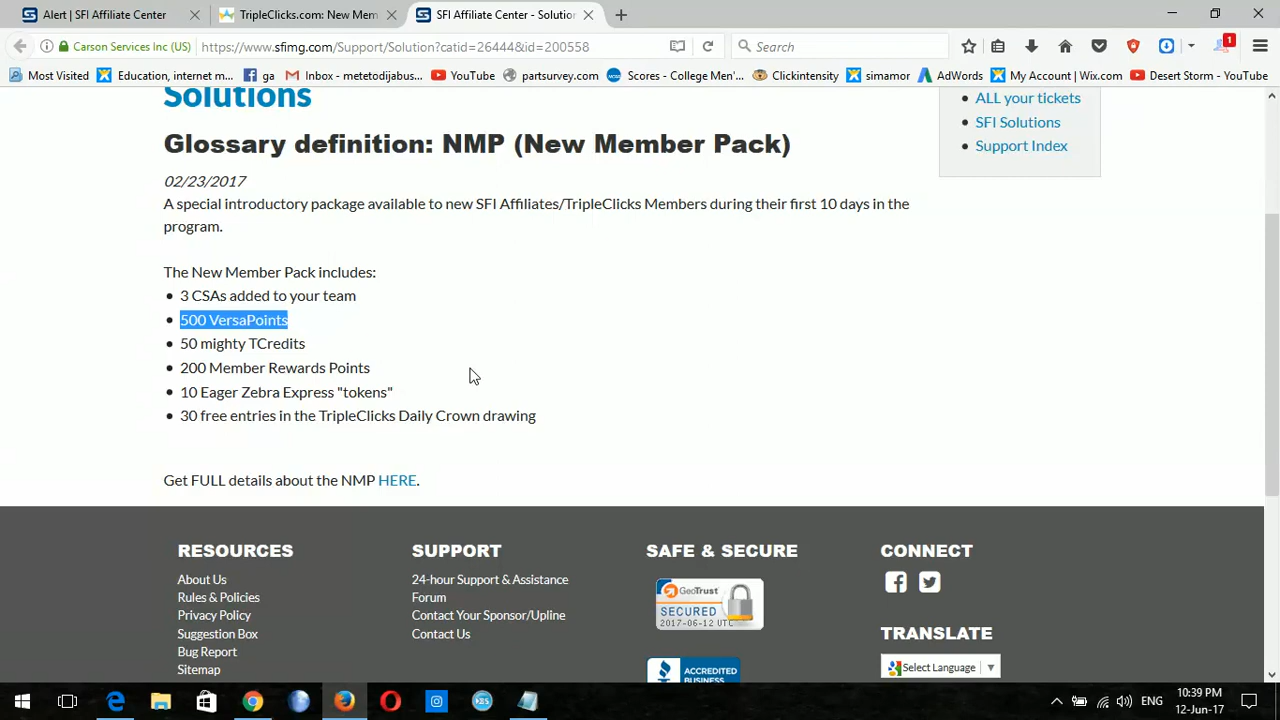 Alert | SFI Affiliate Center
TripleClicks.com: New Mem
SFI Affiliate Center - Solution
Carson Services Inc (US)
https://www.sfimg.com/Support/Solution?catid=26444&id=200558
Search
1
Most Visited
Education, internet m...
ga
Inbox - metetodijabus...
YouTube
partsurvey.com
Scores - College Men'...
Clickintensity
simamor
AdWords
My Account | Wix.com
Desert Storm - YouTube
Solutions
Glossary definition: NMP (New Member Pack)
02/23/2017
A special introductory package available to new SFI Affiliates/TripleClicks Members during their first 10 days in the
program.
The New Member Pack includes:
• 3 CSAs added to your team
• 500 VersaPoints
• 50 mighty TCredits
• 200 Member Rewards Points
• 10 Eager Zebra Express "tokens"
• 30 free entries in the TripleClicks Daily Crown drawing
Get FULL details about the NMP HERE.
• ALL your tickets
• SFI Solutions
• Support Index
RESOURCES
About Us
Rules & Policies
Privacy Policy
Suggestion Box
Bug Report
Sitemap
SUPPORT
24-hour Support & Assistance
Forum
Contact Your Sponsor/Upline
Contact Us
SAFE & SECURE
GeoTrust
SECURED
2017-06-12 UTC
ACCREDITED
BUSINESS
CONNECT
TRANSLATE
Select Language
ENG
10:39 PM
12-Jun-17